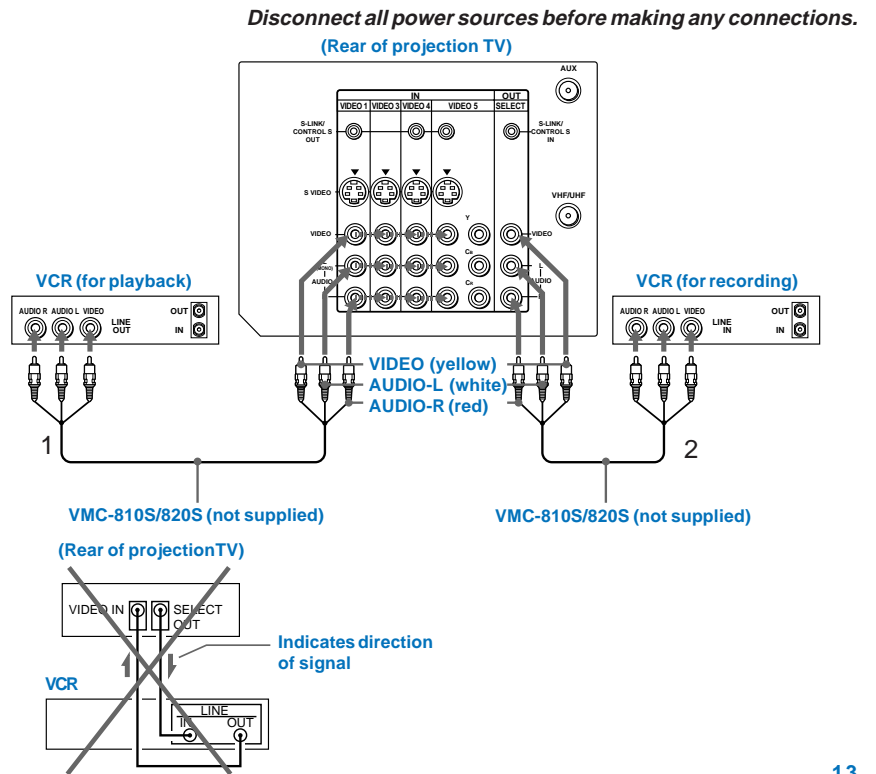 Disconnect all power sources before making any connections.
(Rear of projection TV)
AUX
IN
OUT
VIDEO 1 VIDEO 3 VIDEO 4 VIDEO 5 SELECT
S-LINK/
CONTROL S
OUT
S-LINK/
CONTROL S
IN
S VIDEO
VHF/UHF
Y
VIDEO
VIDEO
L
(MONO)
CB
L
AUDIO
AUDIO
CR
VCR (for playback)
AUDIO R AUDIO L VIDEO
LINE
OUT
OUT
IN
VCR (for recording)
AUDIO R AUDIO L VIDEO
LINE
IN
OUT
IN
VIDEO (yellow)
AUDIO-L (white)
AUDIO-R (red)
1
2
VMC-810S/820S (not supplied)
VMC-810S/820S (not supplied)
(Rear of projectionTV)
VIDEO IN
SELECT
OUT
Indicates direction
of signal
VCR
LINE
IN OUT
13